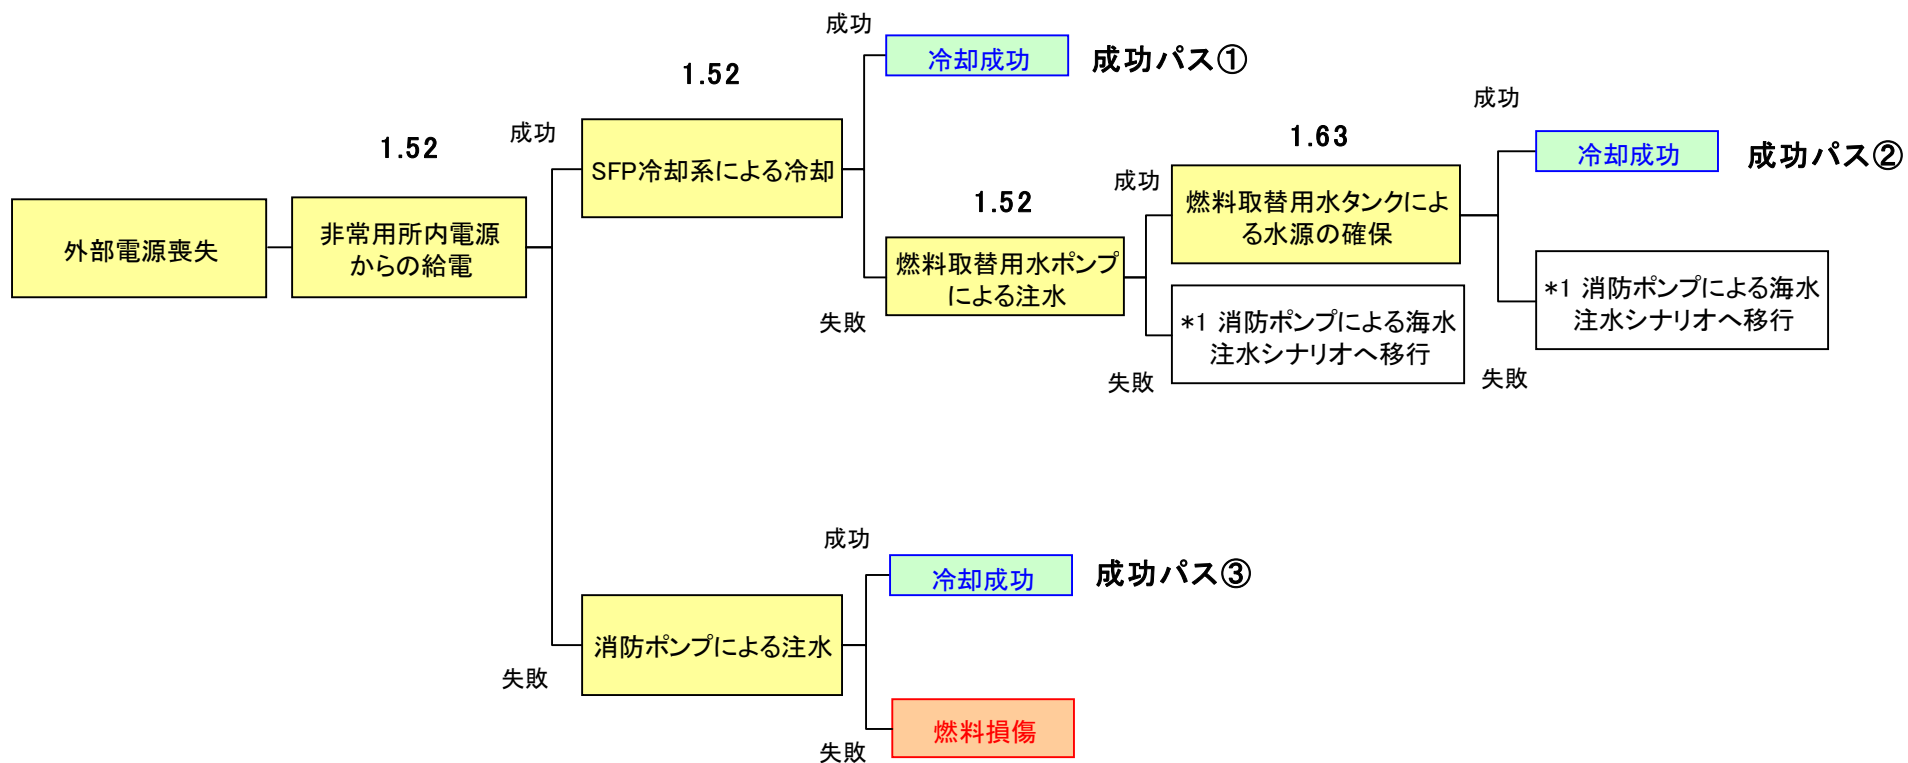 外部電源喪失
1.52
非常用所内電源
からの給電
成功
1.52
SFP冷却系による冷却
成功
冷却成功
成功パス①
失敗
1.52
燃料取替用水ポンプ
による注水
成功
1.63
燃料取替用水タンクによ
る水源の確保
成功
冷却成功
成功パス②
失敗
*1 消防ポンプによる海水
注水シナリオへ移行
失敗
*1 消防ポンプによる海水
注水シナリオへ移行
失敗
消防ポンプによる注水
成功
冷却成功
成功パス③
失敗
燃料損傷